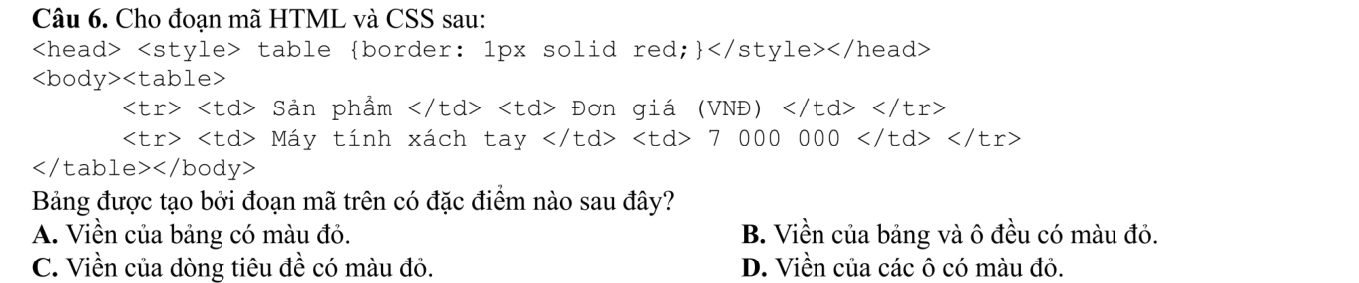 Câu 6. Cho đoạn mã HTML và CSS sau:
<head> <style> table {border: 1px solid red;}</style></head>
<body><table>
<tr> <td> Sản phẩm </td> <td> Đơn giá (VNĐ) </td> </tr>
<tr> <td> Máy tính xách tay </td> <td> 7 000 000 </td> </tr>
</table></body>
Bảng được tạo bởi đoạn mã trên có đặc điểm nào sau đây?
A. Viền của bảng có màu đỏ. B. Viền của bảng và ô đều có màu đỏ.
C. Viền của dòng tiêu đề có màu đỏ. D. Viền của các ô có màu đỏ.